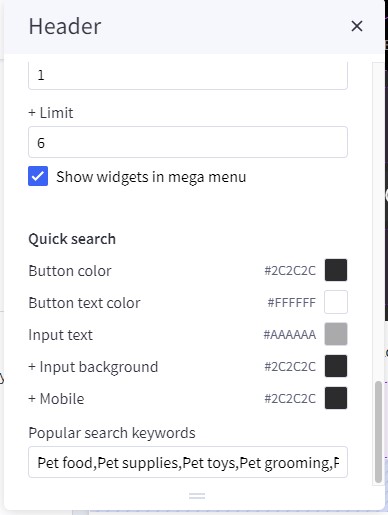 Header
1
+ Limit
6
Show widgets in mega menu
Quick search
Button color #2C2C2C
Button text color #FFFFFF
Input text #AAAAAA
+ Input background #2C2C2C
+ Mobile #2C2C2C
Popular search keywords
Pet food,Pet supplies,Pet toys,Pet grooming,